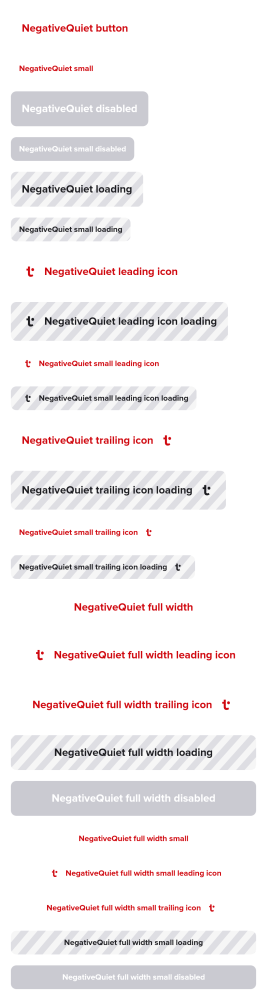 NegativeQuiet button
NegativeQuiet small
NegativeQuiet disabled
NegativeQuiet small disabled
NegativeQuiet loading
NegativeQuiet small loading
NegativeQuiet leading icon
NegativeQuiet leading icon loading
NegativeQuiet small leading icon
NegativeQuiet small leading icon loading
NegativeQuiet trailing icon
NegativeQuiet trailing icon loading
NegativeQuiet small trailing icon
NegativeQuiet small trailing icon loading
NegativeQuiet full width
NegativeQuiet full width leading icon
NegativeQuiet full width trailing icon
NegativeQuiet full width loading
NegativeQuiet full width disabled
NegativeQuiet full width small
NegativeQuiet full width small leading icon
NegativeQuiet full width small trailing icon
NegativeQuiet full width small loading
NegativeQuiet full width small disabled